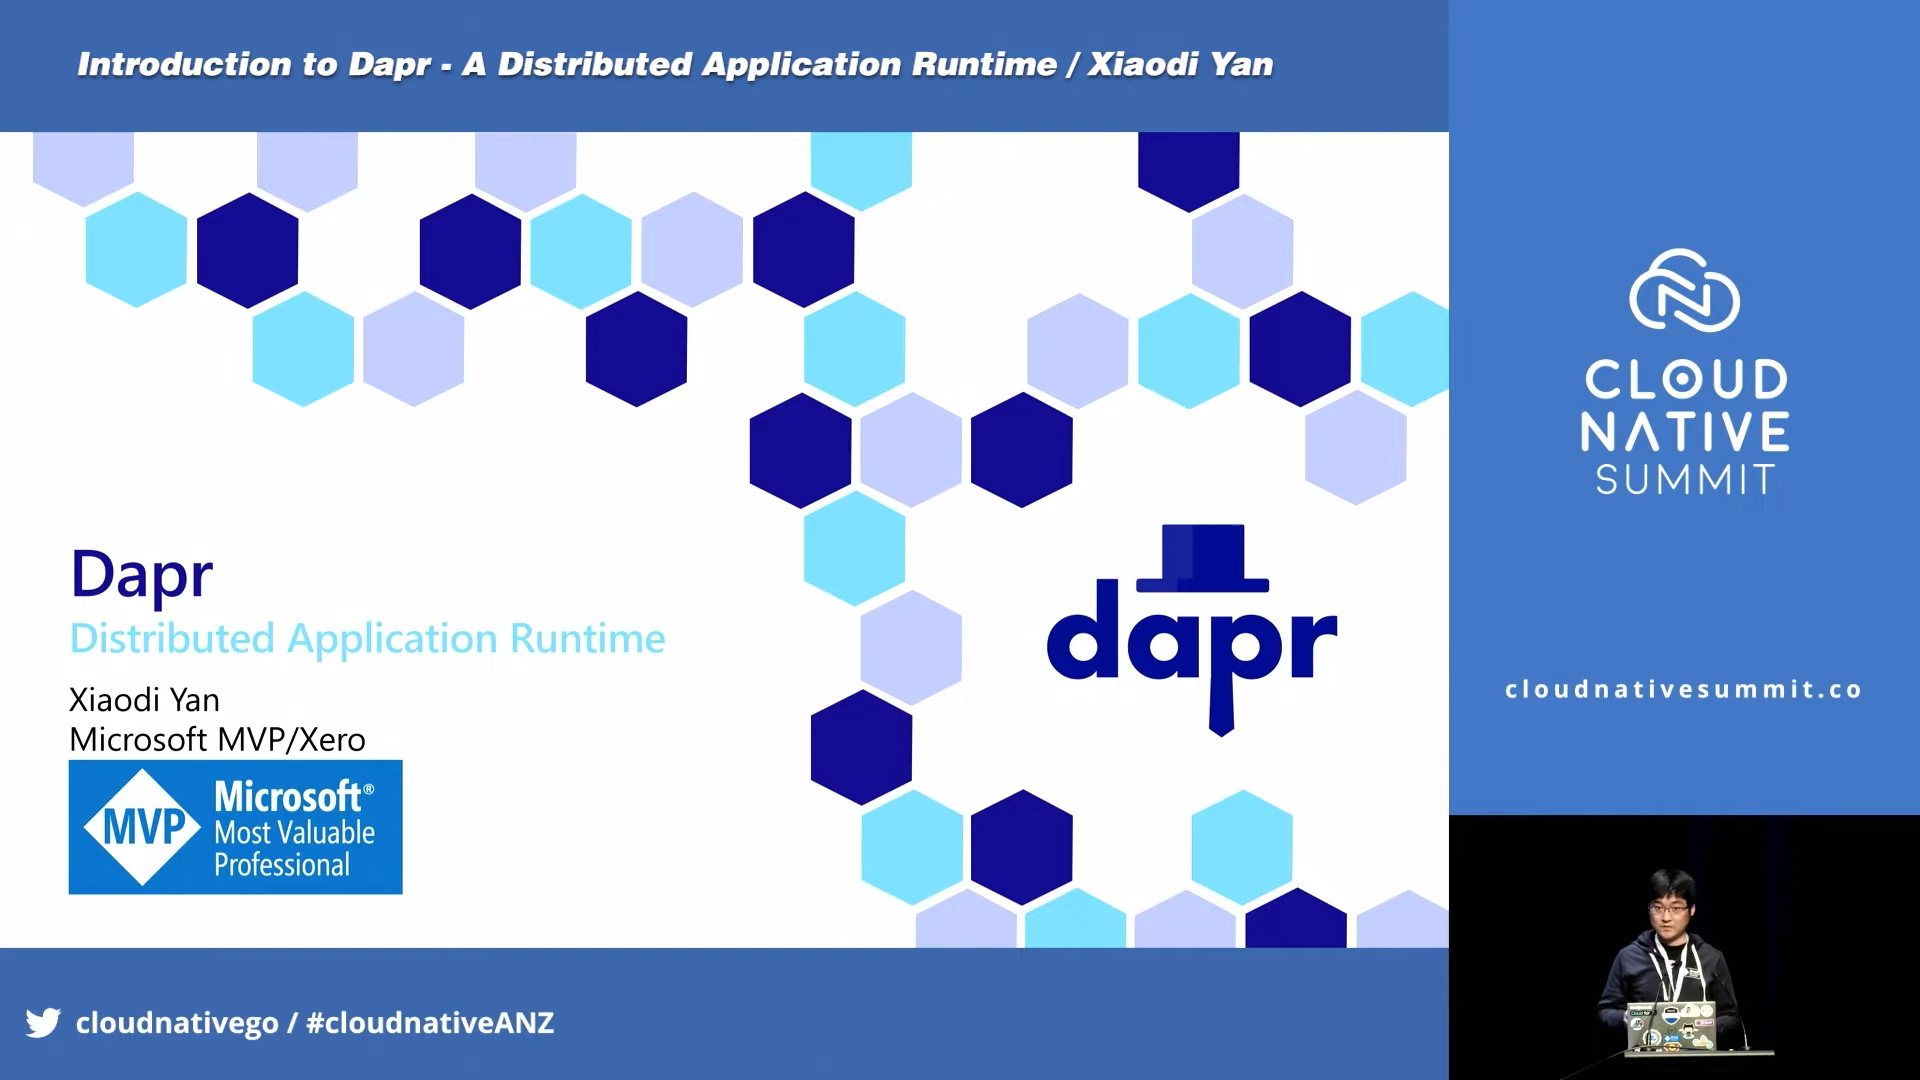 Introduction to Dapr - A Distributed Application Runtime / Xiaodi Yan
Dapr
Distributed Application Runtime
Xiaodi Yan
Microsoft MVP/Xero
MVP
Microsoft®
Most Valuable
Professional
dapr
CLOUD
NATIVE
SUMMIT
cloudnativesummit.co
cloudnativego / #cloudnativeANZ